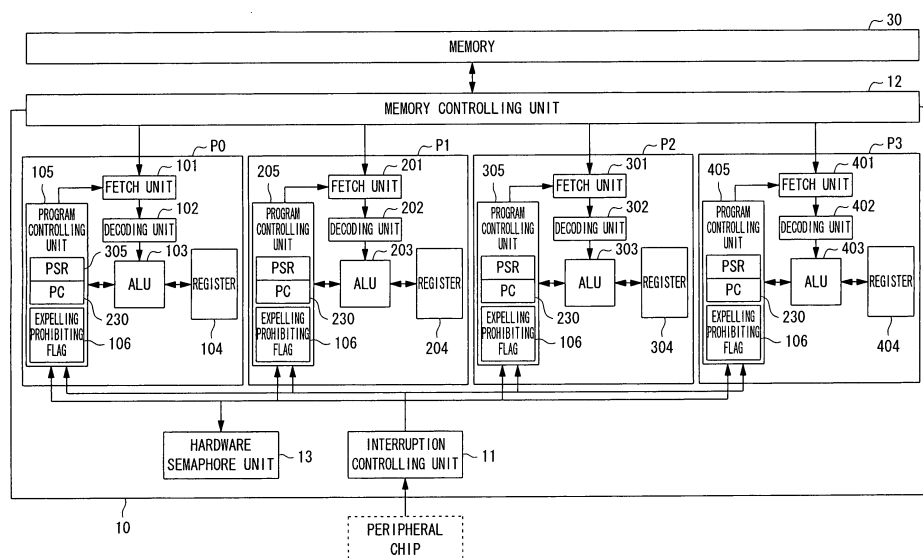 30
MEMORY
12
MEMORY CONTROLLING UNIT
P0
105
101
FETCH UNIT
PROGRAM
CONTROLLING
UNIT
102
DECODING UNIT
305
103
PSR
PC
ALU
REGISTER
EXPELLING
PROHIBITING
FLAG
230
106
104
P1
205
201
FETCH UNIT
PROGRAM
CONTROLLING
UNIT
202
DECODING UNIT
203
PSR
PC
ALU
REGISTER
EXPELLING
PROHIBITING
FLAG
230
106
204
P2
305
301
FETCH UNIT
PROGRAM
CONTROLLING
UNIT
302
DECODING UNIT
303
PSR
PC
ALU
REGISTER
EXPELLING
PROHIBITING
FLAG
230
106
304
P3
405
401
FETCH UNIT
PROGRAM
CONTROLLING
UNIT
402
DECODING UNIT
403
PSR
PC
ALU
REGISTER
EXPELLING
PROHIBITING
FLAG
230
106
404
HARDWARE
SEMAPHORE UNIT
13
INTERRUPTION
CONTROLLING UNIT
11
10
PERIPHERAL
CHIP